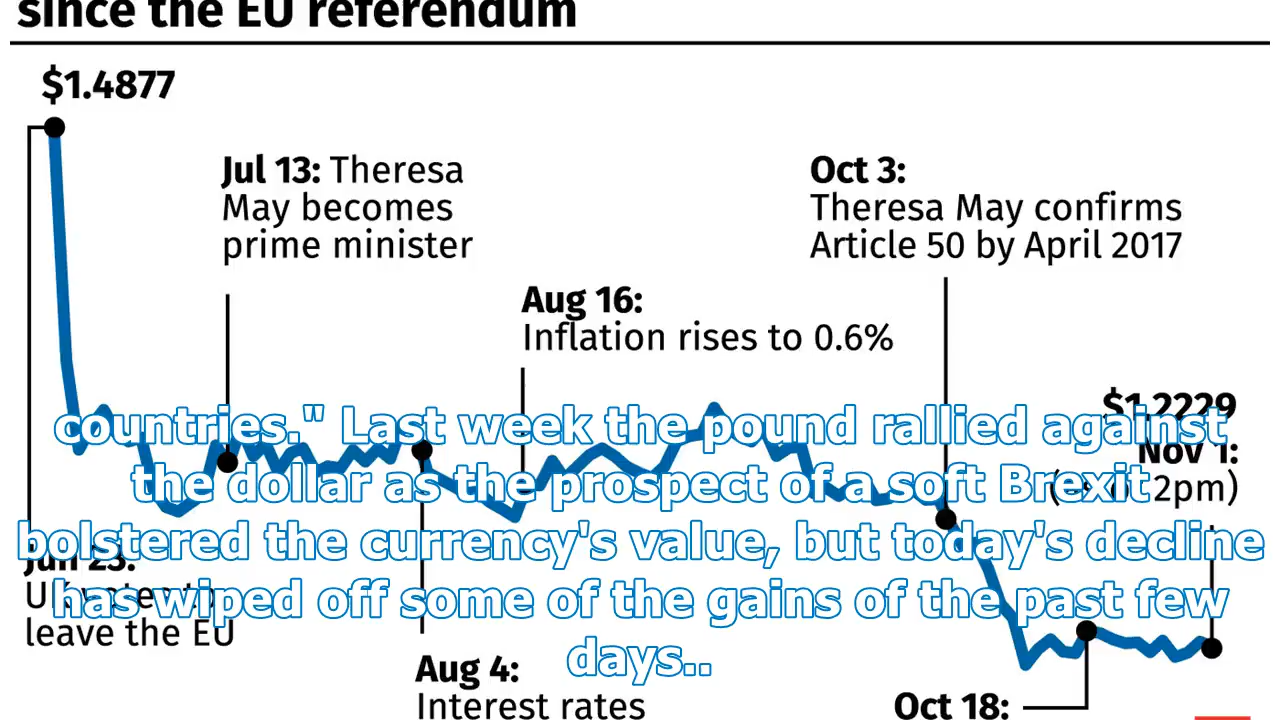 since the EU referendum
$1.4877
Jul 13: Theresa
May becomes
prime minister
Oct 3:
Theresa May confirms
Article 50 by April 2017
Aug 16:
Inflation rises to 0.6%
$1.2229
Nov 1:
2pm)
countries." Last week the pound rallied against
the dollar as the prospect of a soft Brexit
bolstered the currency's value, but today's decline
has wiped off some of the gains of the past few
days..
Jun 23:
leave the EU
Aug 4:
Interest rates
Oct 18: